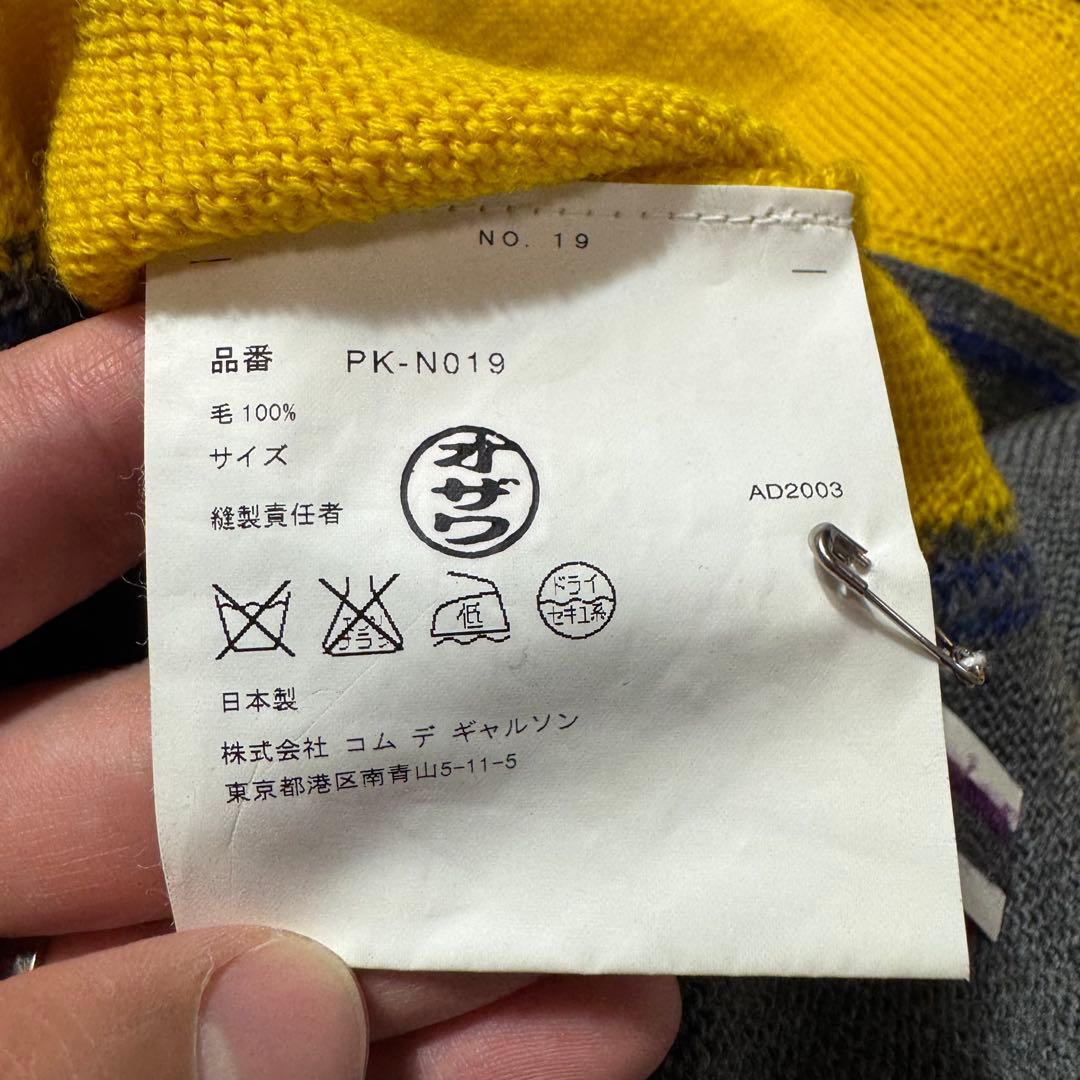 NO. 19
品番 PK-N019
毛 100%
サイズ
縫製責任者
オザワ
AD2003
低
ドライ
セキユ系
日本製
株式会社 コム デ ギャルソン
東京都港区南青山5-11-5